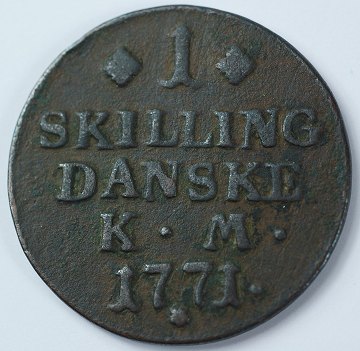 1
SKILLING
DANSKE
K · M ·
1771.